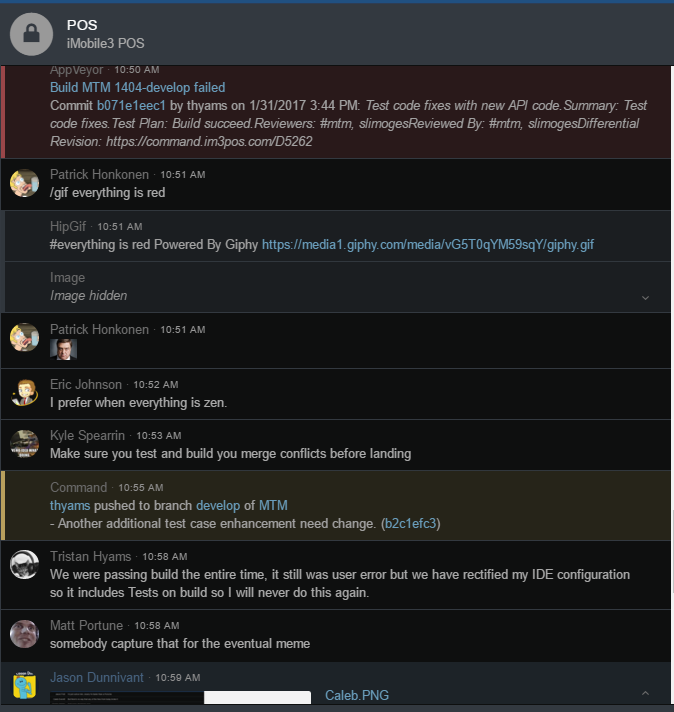 POS
iMobile3 POS
AppVeyor · 10:50 AM
Build MTM 1404-develop failed
Commit b071e1eec1 by thyams on 1/31/2017 3:44 PM: Test code fixes with new API code.Summary: Test
code fixes.Test Plan: Build succeed.Reviewers: #mtm, slimogesReviewed By: #mtm, slimogesDifferential
Revision: https://command.im3pos.com/D5262
Patrick Honkonen · 10:51 AM
/gif everything is red
HipGif · 10:51 AM
#everything is red Powered By Giphy https://media1.giphy.com/media/vG5T0qYM59sqY/giphy.gif
Image
Image hidden
Patrick Honkonen · 10:51 AM
Eric Johnson · 10:52 AM
I prefer when everything is zen.
Kyle Spearrin · 10:53 AM
Make sure you test and build you merge conflicts before landing
Command · 10:55 AM
thyams pushed to branch develop of MTM
- Another additional test case enhancement need change. (b2c1efc3)
Tristan Hyams · 10:58 AM
We were passing build the entire time, it still was user error but we have rectified my IDE configuration
so it includes Tests on build so I will never do this again.
Matt Portune · 10:58 AM
somebody capture that for the eventual meme
Jason Dunnivant · 10:59 AM
Caleb.PNG